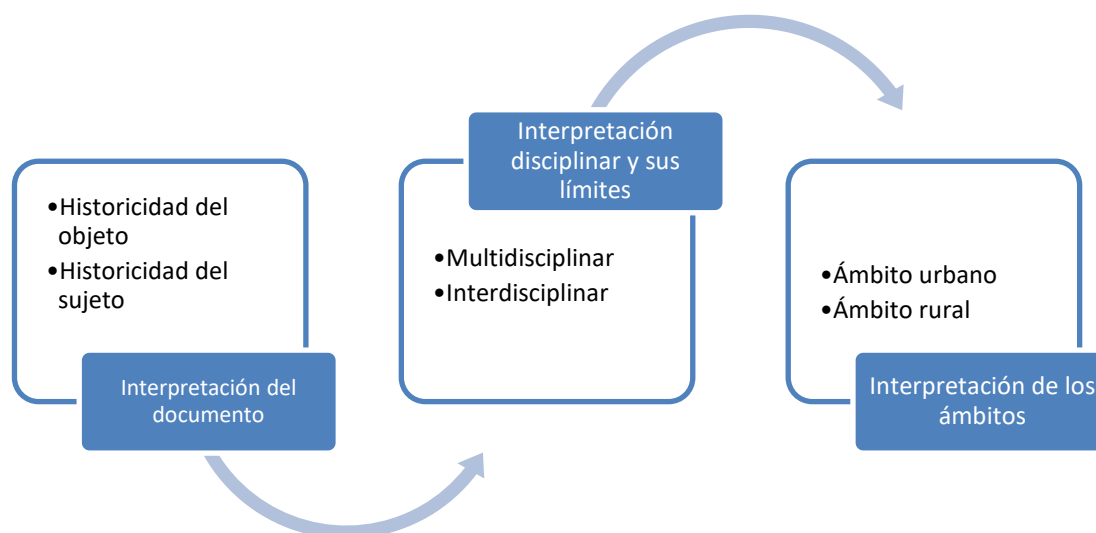 •Historicidad del
objeto
•Historicidad del
sujeto
Interpretación del
documento
Interpretación
disciplinar y sus
límites
•Multidisciplinar
•Interdisciplinar
•Ámbito urbano
•Ámbito rural
Interpretación de los
ámbitos